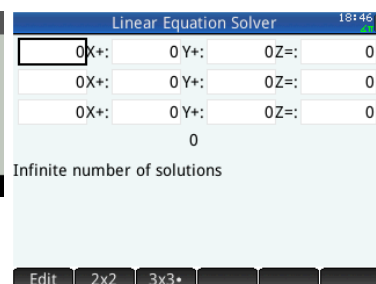 Linear Equation Solver 18:46
∡π
0X+: 0Y+: 0Z=: 0
0X+: 0Y+: 0Z=: 0
0X+: 0Y+: 0Z=: 0
0
Infinite number of solutions
Edit 2x2 3x3•